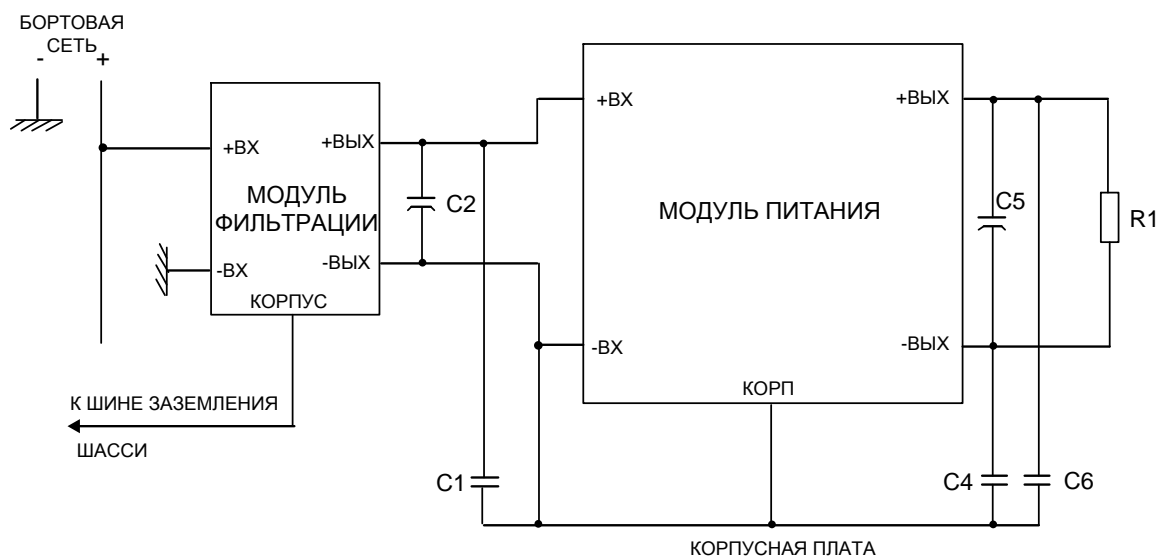 БОРТОВАЯ
СЕТЬ
- +
+ВХ
+ВЫХ
МОДУЛЬ
ФИЛЬТРАЦИИ
-ВХ
-ВЫХ
КОРПУС
C2
+ВХ
+ВЫХ
МОДУЛЬ ПИТАНИЯ
-ВХ
-ВЫХ
КОРП
C5
R1
К ШИНЕ ЗАЗЕМЛЕНИЯ
ШАССИ
C1
C4
C6
КОРПУСНАЯ ПЛАТА